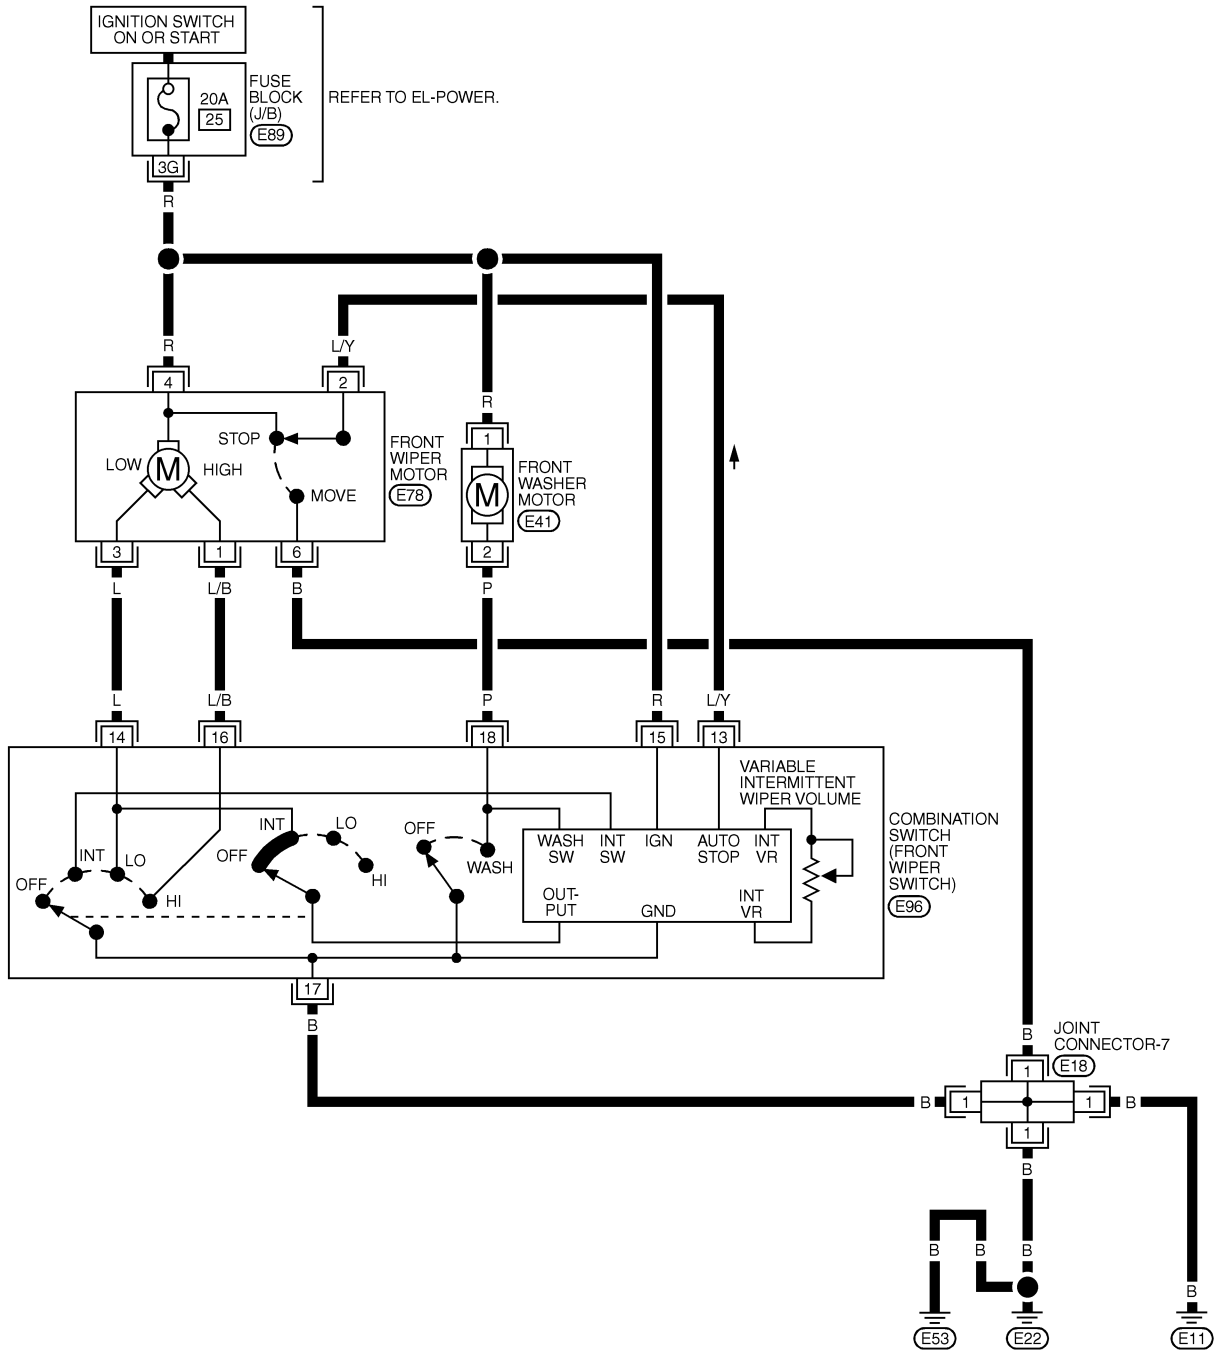 IGNITION SWITCH
ON OR START
FUSE
BLOCK
(J/B)
E89
20A
25
REFER TO EL-POWER.
3G
R
R
L/Y
4
2
R
1
STOP
LOW
M
HIGH
MOVE
FRONT
WIPER
MOTOR
E78
M
FRONT
WASHER
MOTOR
E41
3
1
6
2
L
L/B
B
P
L
L/B
P
R
L/Y
14
16
18
15
13
VARIABLE
INTERMITTENT
WIPER VOLUME
INT
LO
OFF
HI
INT
LO
OFF
HI
OFF
WASH
WASH
SW
INT
SW
IGN
AUTO
STOP
INT
VR
OUT-
PUT
GND
INT
VR
COMBINATION
SWITCH
(FRONT
WIPER
SWITCH)
E96
17
B
B
JOINT
CONNECTOR-7
E18
1
B
1
1
B
1
B
B
B
B
B
E53
E22
E11